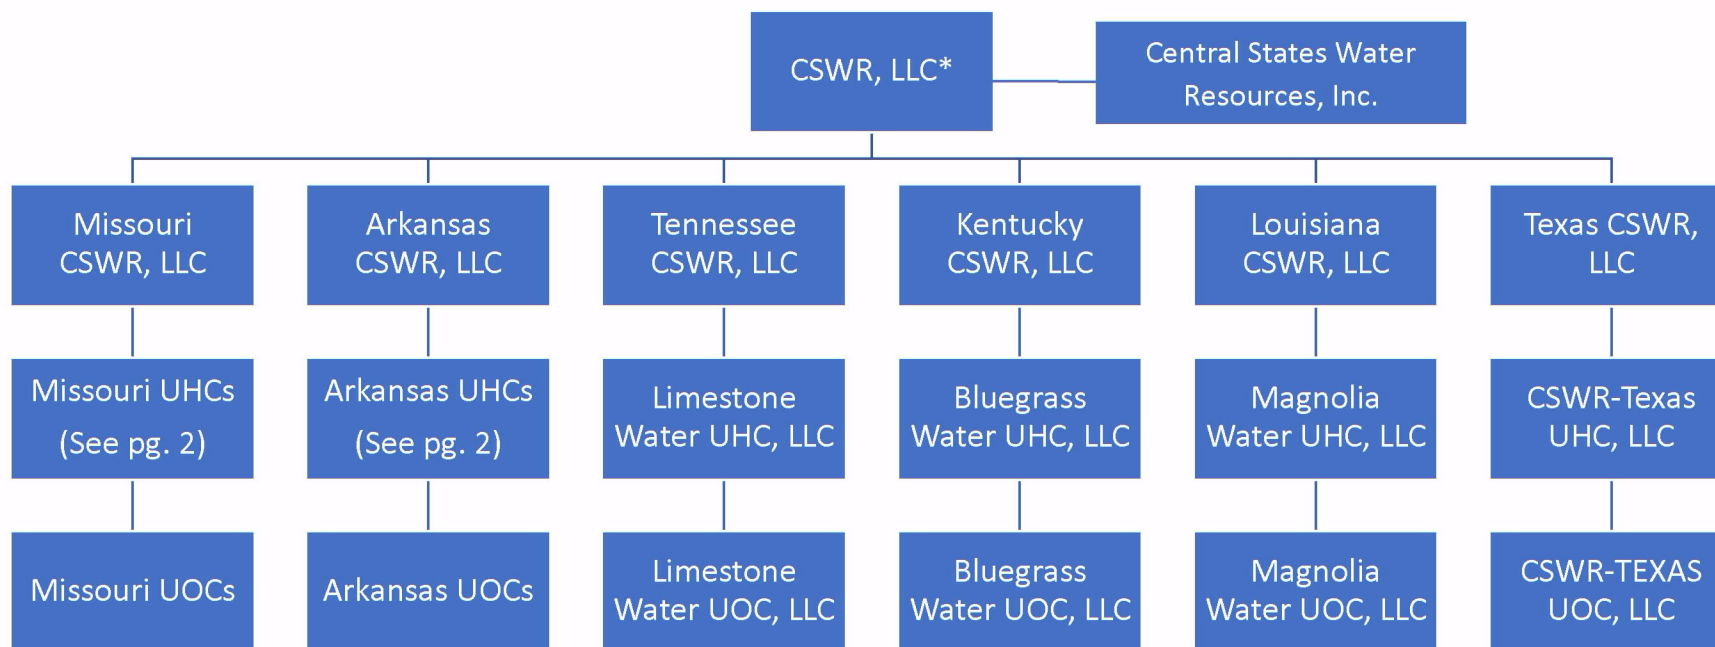 CSWR, LLC*
Central States Water
Resources, Inc.
Missouri
CSWR, LLC
Arkansas
CSWR, LLC
Tennessee
CSWR, LLC
Kentucky
CSWR, LLC
Louisiana
CSWR, LLC
Texas CSWR,
LLC
Missouri UHCs
(See pg. 2)
Arkansas UHCs
(See pg. 2)
Limestone
Water UHC, LLC
Bluegrass
Water UHC, LLC
Magnolia
Water UHC, LLC
CSWR-Texas
UHC, LLC
Missouri UOCs
Arkansas UOCs
Limestone
Water UOC, LLC
Bluegrass
Water UOC, LLC
Magnolia
Water UOC, LLC
CSWR-TEXAS
UOC, LLC